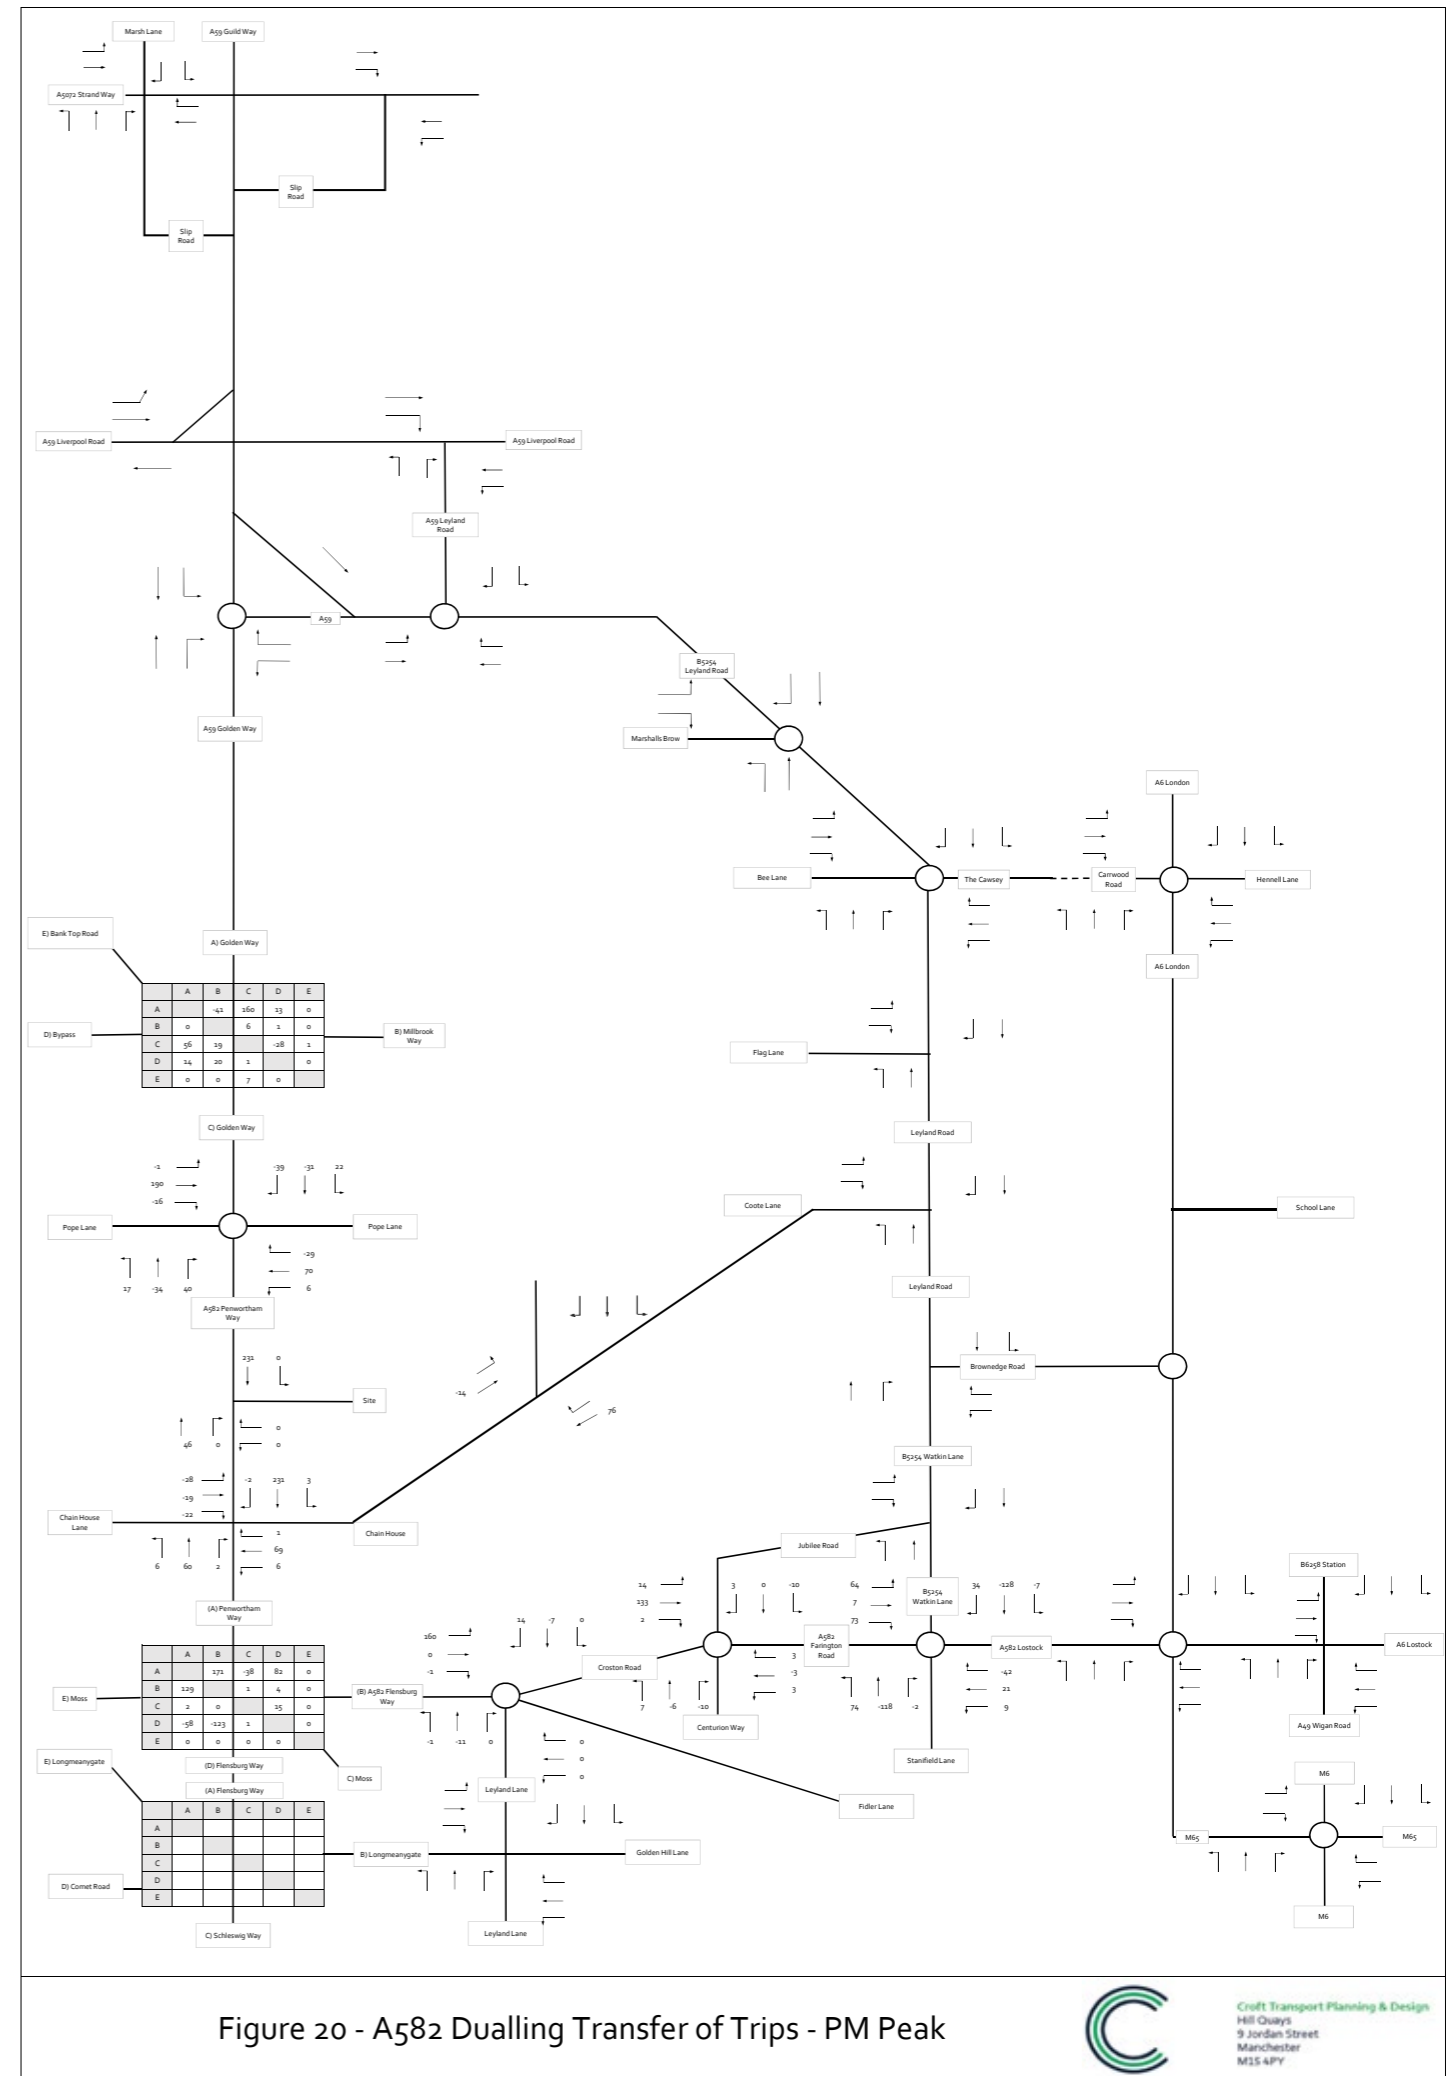 Marsh Lane
A59 Guild Way
A5072 Strand Way
Slip
Road
Slip
Road
A59 Liverpool Road
A59 Liverpool Road
A59 Leyland
Road
A59
B5254
Leyland Road
A59 Golden Way
Marshalls Brow
A6 London
Bee Lane
The Cawsey
Carrwood
Road
Hennell Lane
E) Bank Top Road
A) Golden Way
A6 London
A B C D E
A -41 160 13 0
B 0 6 1 0
C 56 19 -28 1
D 14 20 1 0
E 0 0 7 0
D) Bypass
B) Millbrook
Way
Flag Lane
C) Golden Way
Leyland Road
-1
190
-16
-39 -31 22
Pope Lane
Pope Lane
Coote Lane
School Lane
17 -34 40
-29
70
6
A582 Penwortham
Way
Leyland Road
231 0
Site
-14
76
Brownedge Road
46 0
0
0
B5254 Watkin Lane
-28
-19
-22
-2 231 3
Chain House
Lane
Chain House
6 60 2
1
69
6
Jubilee Road
B6258 Station
(A) Penwortham
Way
14
133
2
3 0 -10
64
7
73
B5254
Watkin Lane
34 -128 -7
A B C D E
A 171 -38 82 0
B 129 1 4 0
C 2 0 15 0
D -58 -123 1 0
E 0 0 0 0
160
0
-1
14 -7 0
Croston Road
A582
Farington
Road
A582 Lostock
A6 Lostock
E) Moss
(B) A582 Flensburg
Way
3
-3
3
-42
21
9
7 -6 -10
74 -118 -2
Centurion Way
A49 Wigan Road
-1 -11 0
0
0
0
Stanifield Lane
E) Longmeanygate
(D) Flensburg Way
C) Moss
(A) Flensburg Way
Leyland Lane
Fidler Lane
M6
A B C D E
A
B
C
D
E
B) Longmeanygate
Golden Hill Lane
M65
M65
D) Comet Road
M6
C) Schleswig Way
Leyland Lane
Figure 20 - A582 Dualling Transfer of Trips - PM Peak
Croft Transport Planning & Design
Hill Quays
9 Jordan Street
Manchester
M15 4PY